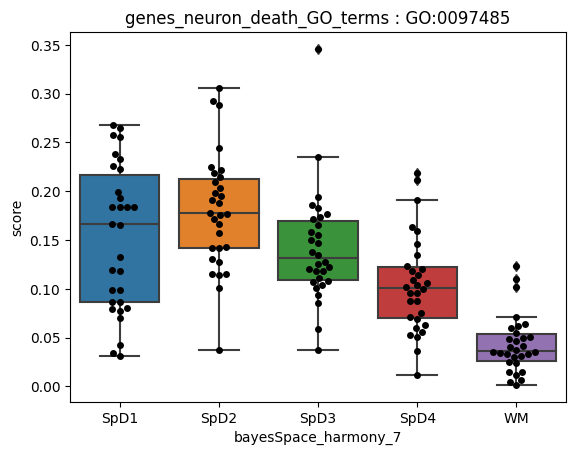 genes_neuron_death_GO_terms : GO:0097485
0.35
0.30
0.25
0.20
0.15
0.10
0.05
0.00
score
SpD1 SpD2 SpD3 SpD4 WM
bayesSpace_harmony_7